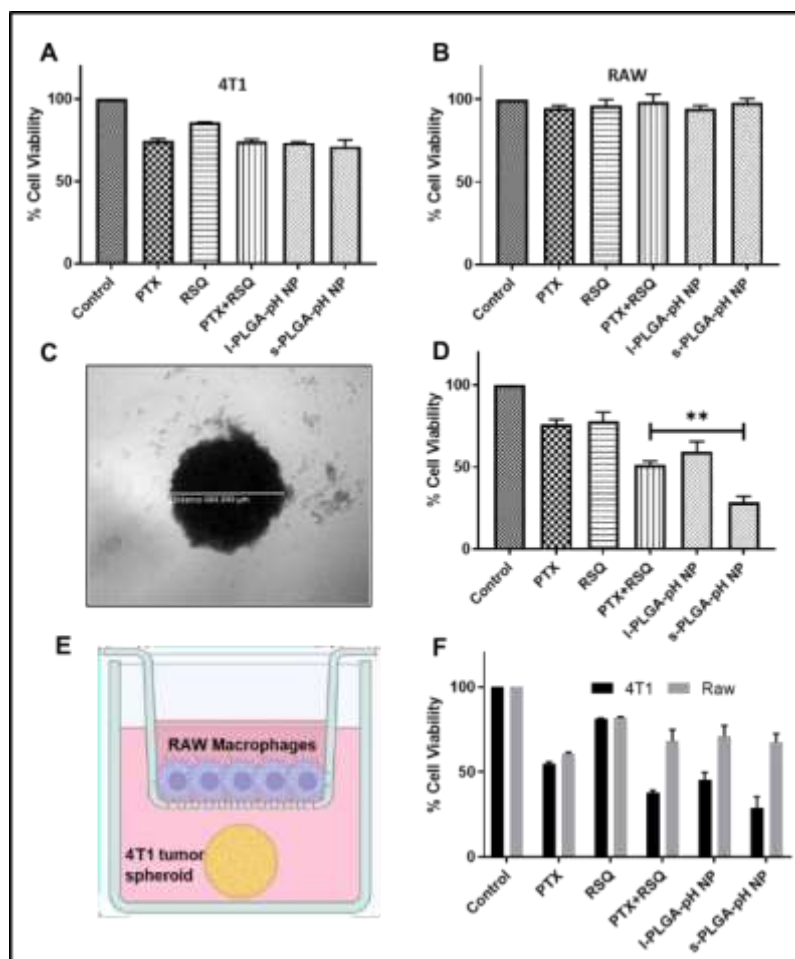 A
4T1
% Cell Viability
100
50
0
Control
PTX
RSQ
PTX+RSQ
l-PLGA-pH NP
s-PLGA-pH NP
B
RAW
% Cell Viability
100
50
0
Control
PTX
RSQ
PTX+RSQ
l-PLGA-pH NP
s-PLGA-pH NP
C
D
% Cell Viability
100
50
0
**
Control
PTX
RSQ
PTX+RSQ
l-PLGA-pH NP
s-PLGA-pH NP
E
RAW Macrophages
4T1 tumor
spheroid
F
4T1 Raw
% Cell Viability
100
50
0
Control
PTX
RSQ
PTX+RSQ
l-PLGA-pH NP
s-PLGA-pH NP